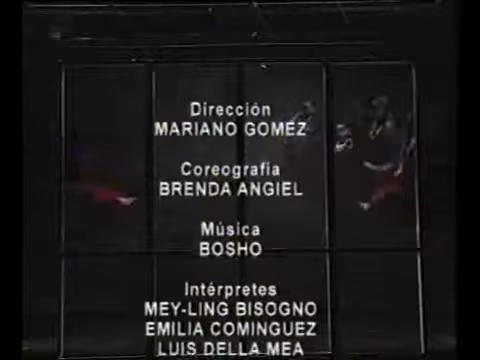 Dirección
MARIANO GOMEZ
Coreografía
BRENDA ANGIEL
Música
BOSHO
Intérpretes
MEY-LING BISOGNO
EMILIA COMINGUEZ
LUIS DELLA MEA